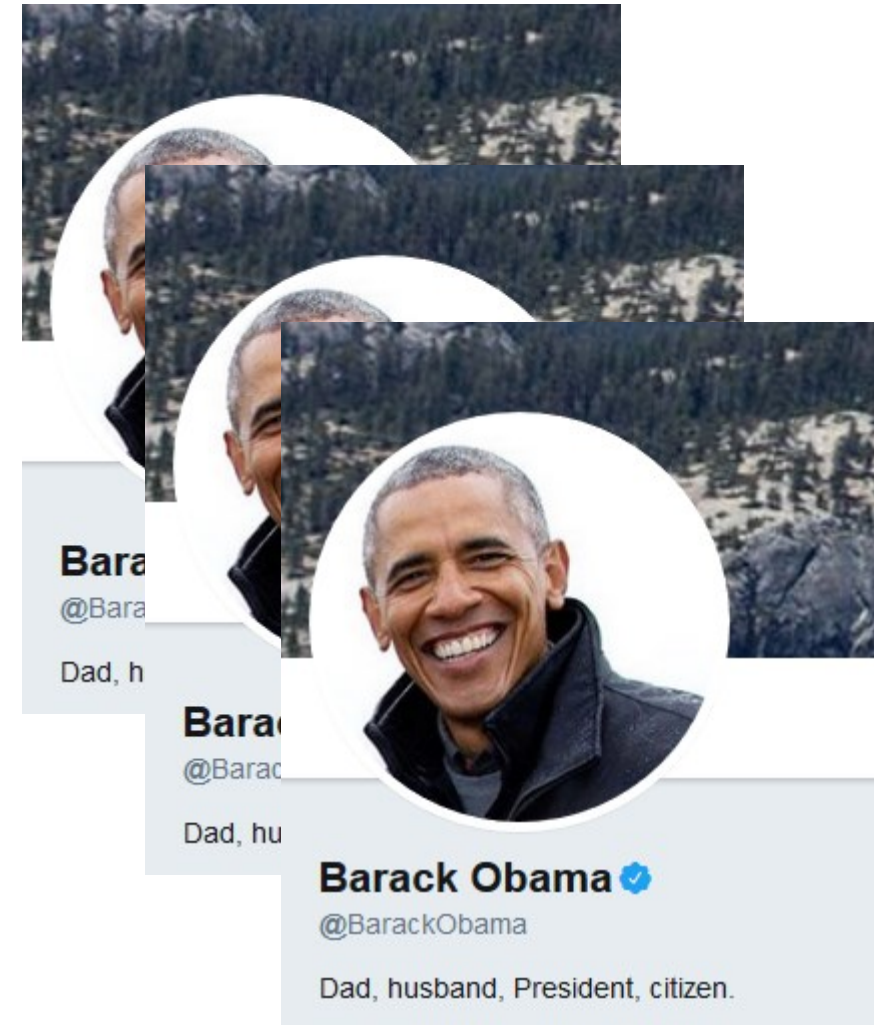 Bara
@Bara
Dad, h
Barac
@Barac
Dad, hu
Barack Obama
@BarackObama
Dad, husband, President, citizen.